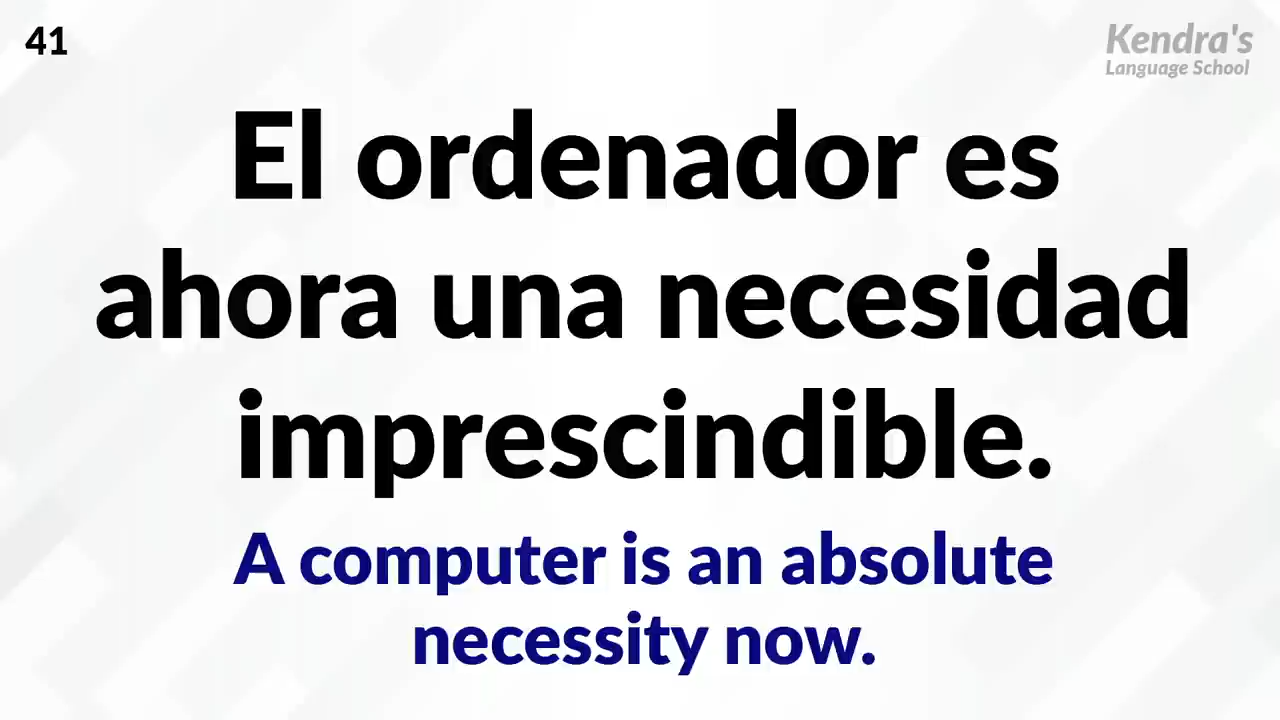 41
Kendra's
Language School
El ordenador es
ahora una necesidad
imprescindible.
A computer is an absolute
necessity now.